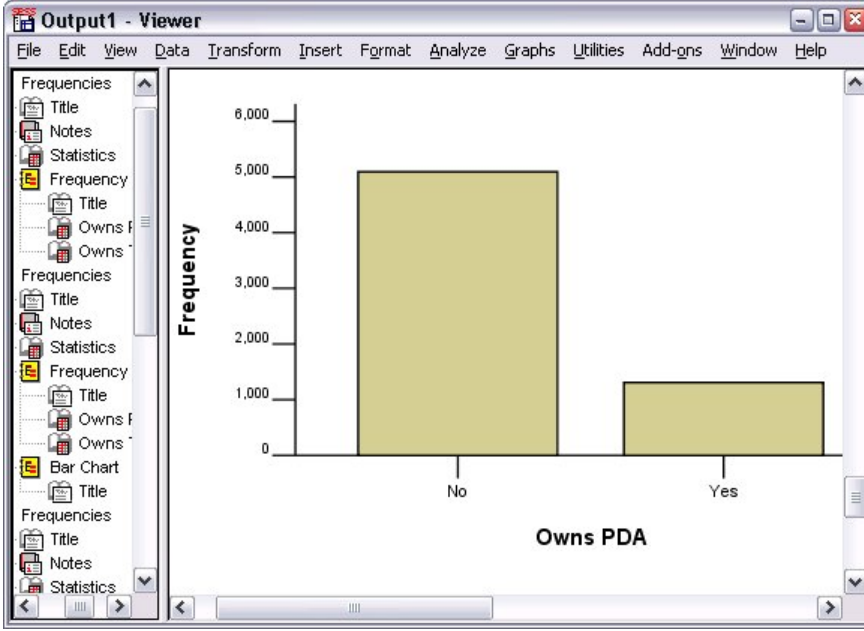 Output1 - Viewer
File Edit View Data Transform Insert Format Analyze Graphs Utilities Add-ons Window Help
Frequencies
Title
Notes
Statistics
Frequency
Title
Owns
Owns
Frequencies
Title
Notes
Statistics
Frequency
Title
Owns
Owns
Bar Chart
Title
Frequencies
Title
Notes
Statistics
Frequency
6,000
5,000
4,000
3,000
2,000
1,000
0
No Yes
Owns PDA